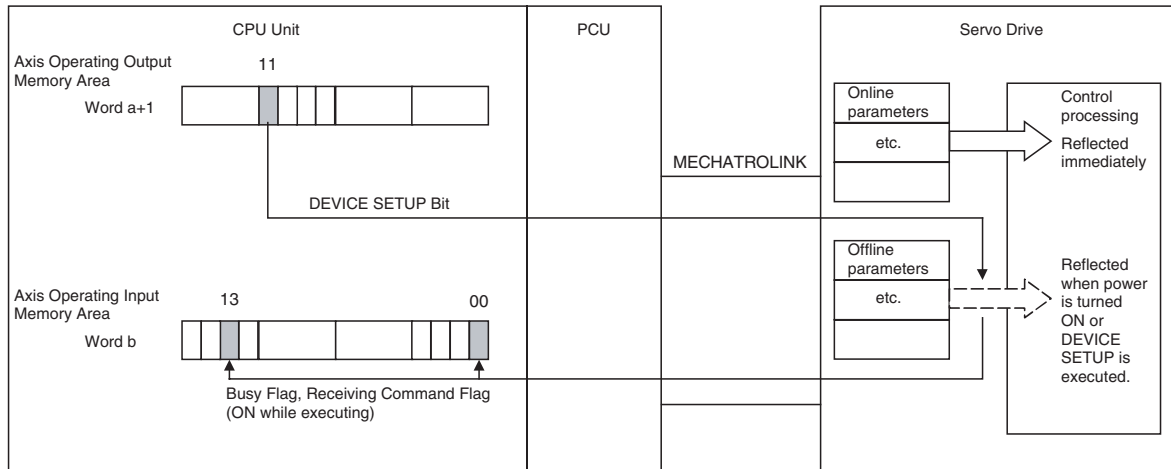 CPU Unit
PCU
Servo Drive
Axis Operating Output
Memory Area
11
Word a+1
Online
parameters
etc.
Control
processing
Reflected
immediately
MECHATROLINK
DEVICE SETUP Bit
Offline
parameters
etc.
Reflected
when power
is turned
ON or
DEVICE
SETUP is
executed.
Axis Operating Input
Memory Area
13
00
Word b
Busy Flag, Receiving Command Flag
(ON while executing)